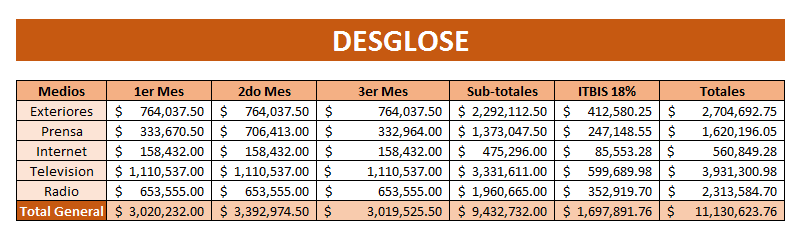 DESGLOSE
Medios 1er Mes 2do Mes 3er Mes Sub-totales ITBIS 18% Totales
Exteriores $ 764,037.50 $ 764,037.50 $ 764,037.50 $ 2,292,112.50 $ 412,580.25 $ 2,704,692.75
Prensa $ 333,670.50 $ 706,413.00 $ 332,964.00 $ 1,373,047.50 $ 247,148.55 $ 1,620,196.05
Internet $ 158,432.00 $ 158,432.00 $ 158,432.00 $ 475,296.00 $ 85,553.28 $ 560,849.28
Television $ 1,110,537.00 $ 1,110,537.00 $ 1,110,537.00 $ 3,331,611.00 $ 599,689.98 $ 3,931,300.98
Radio $ 653,555.00 $ 653,555.00 $ 653,555.00 $ 1,960,665.00 $ 352,919.70 $ 2,313,584.70
Total General $ 3,020,232.00 $ 3,392,974.50 $ 3,019,525.50 $ 9,432,732.00 $ 1,697,891.76 $ 11,130,623.76